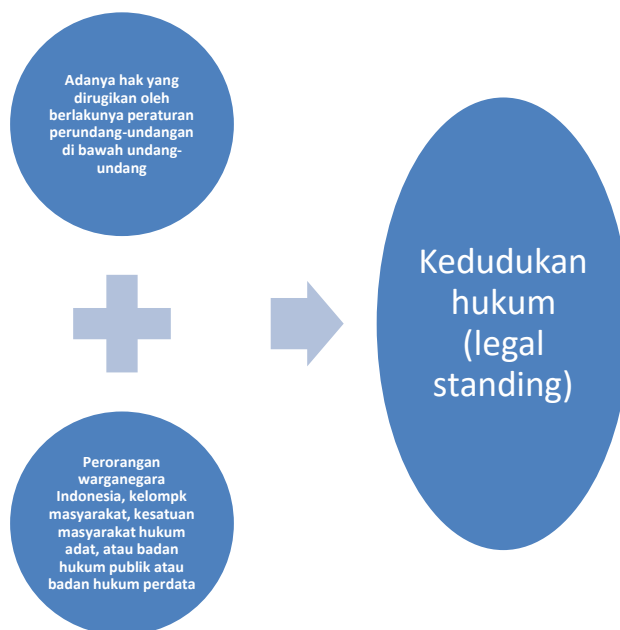 Adanya hak yang
dirugikan oleh
berlakunya peraturan
perundang-undangan
di bawah undang-
undang
Perorangan
warganegara
Indonesia, kelompk
masyarakat, kesatuan
masyarakat hukum
adat, atau badan
hukum publik atau
badan hukum perdata
Kedudukan
hukum
(legal
standing)